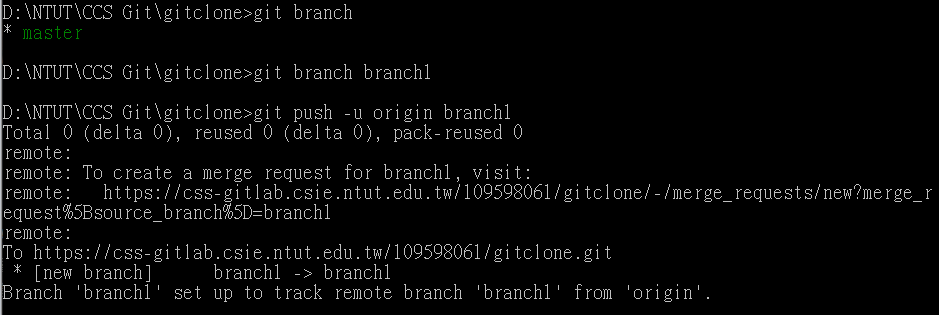 D:\NTUT\CCS Git\gitclone>git branch
* master
D:\NTUT\CCS Git\gitclone>git branch branch1
D:\NTUT\CCS Git\gitclone>git push -u origin branch1
Total 0 (delta 0), reused 0 (delta 0), pack-reused 0
remote:
remote: To create a merge request for branch1, visit:
remote:   https://css-gitlab.csie.ntut.edu.tw/109598061/gitclone/-/merge_requests/new?merge_r
equest%5Bsource_branch%5D=branch1
remote:
To https://css-gitlab.csie.ntut.edu.tw/109598061/gitclone.git
 * [new branch]      branch1 -> branch1
Branch 'branch1' set up to track remote branch 'branch1' from 'origin'.